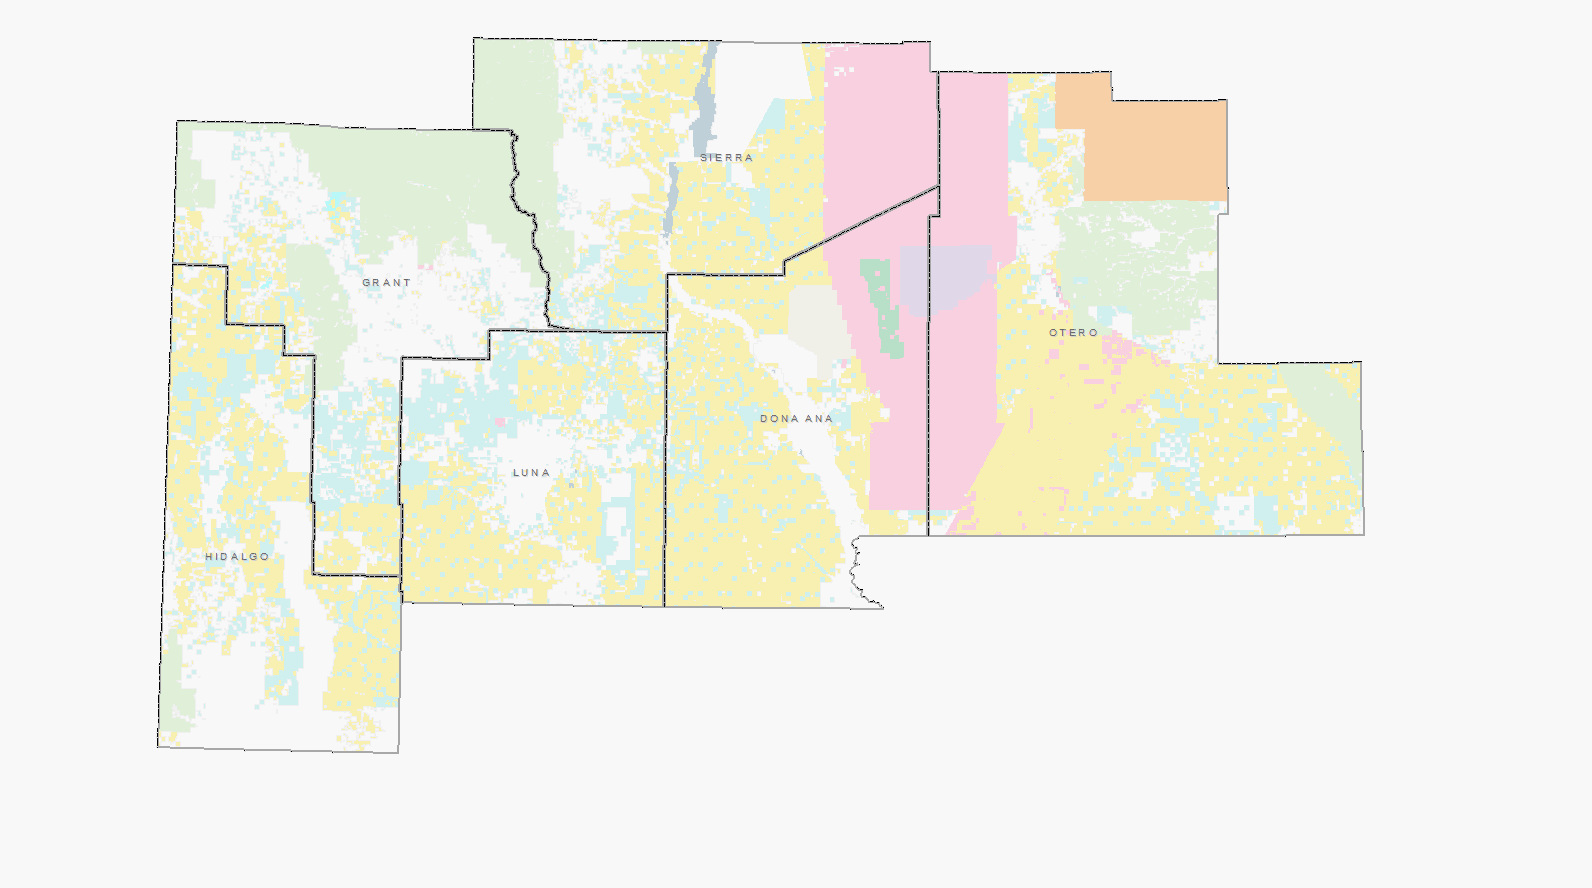 SIERRA
GRANT
OTERO
DONA ANA
LUNA
HIDALGO